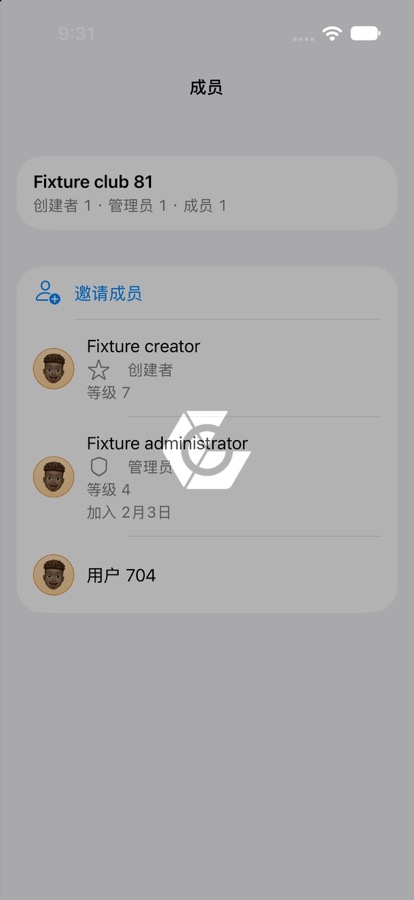 9:31
成员
Fixture club 81
创建者 1 · 管理员 1 · 成员 1
邀请成员
Fixture creator
创建者
等级 7
Fixture administrator
管理员
等级 4
加入 2月3日
用户 704